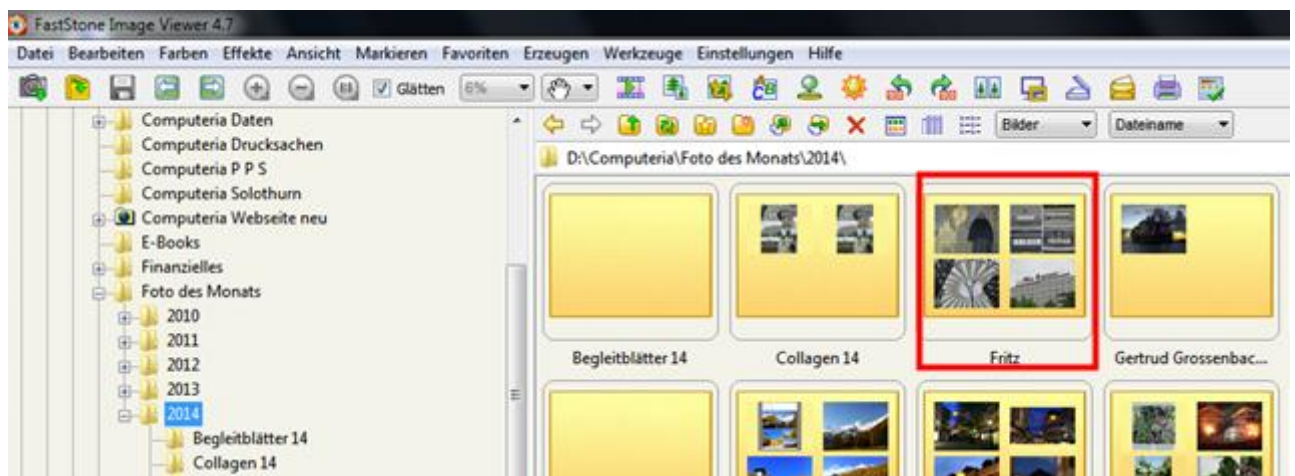 FastStone Image Viewer 4.7
Datei Bearbeiten Farben Effekte Ansicht Markieren Favoriten Erzeugen Werkzeuge Einstellungen Hilfe
Glätten 6%
Computeria Daten
Computeria Drucksachen
Computeria P P S
Computeria Solothurn
Computeria Webseite neu
E-Books
Finanzielles
Foto des Monats
2010
2011
2012
2013
2014
Begleitblätter 14
Collagen 14
Bilder Dateiname
D:\Computeria\Foto des Monats\2014\
Begleitblätter 14 Collagen 14 Fritz Gertrud Grossenbac...